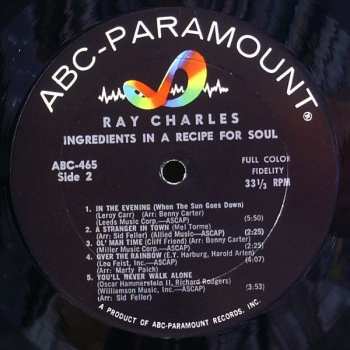 ABC-PARAMOUNT
®
RAY CHARLES
INGREDIENTS IN A RECIPE FOR SOUL
ABC-465
Side 2
FULL COLOR
FIDELITY
33⅓ RPM
1. IN THE EVENING (When The Sun Goes Down)
(Leroy Carr) (Arr: Benny Carter)
(Leeds Music Corp.—ASCAP) (5:50)
2. A STRANGER IN TOWN (Mel Torme)
(Arr: Sid Feller) (Allied Music—ASCAP) (2:25)
3. OL' MAN TIME (Cliff Friend) (Arr: Benny Carter)
(Miller Music Corp.—ASCAP) (2:25)
4. OVER THE RAINBOW (E.Y. Harburg, Harold Arlen)
(Leo Feist, Inc.—ASCAP) (4:07)
(Arr: Marty Paich)
5. YOU'LL NEVER WALK ALONE
(Oscar Hammerstein II, Richard Rodgers)
(Williamson Music, Inc.—ASCAP) (3:53)
(Arr: Sid Feller)
A PRODUCT OF ABC-PARAMOUNT RECORDS, INC.